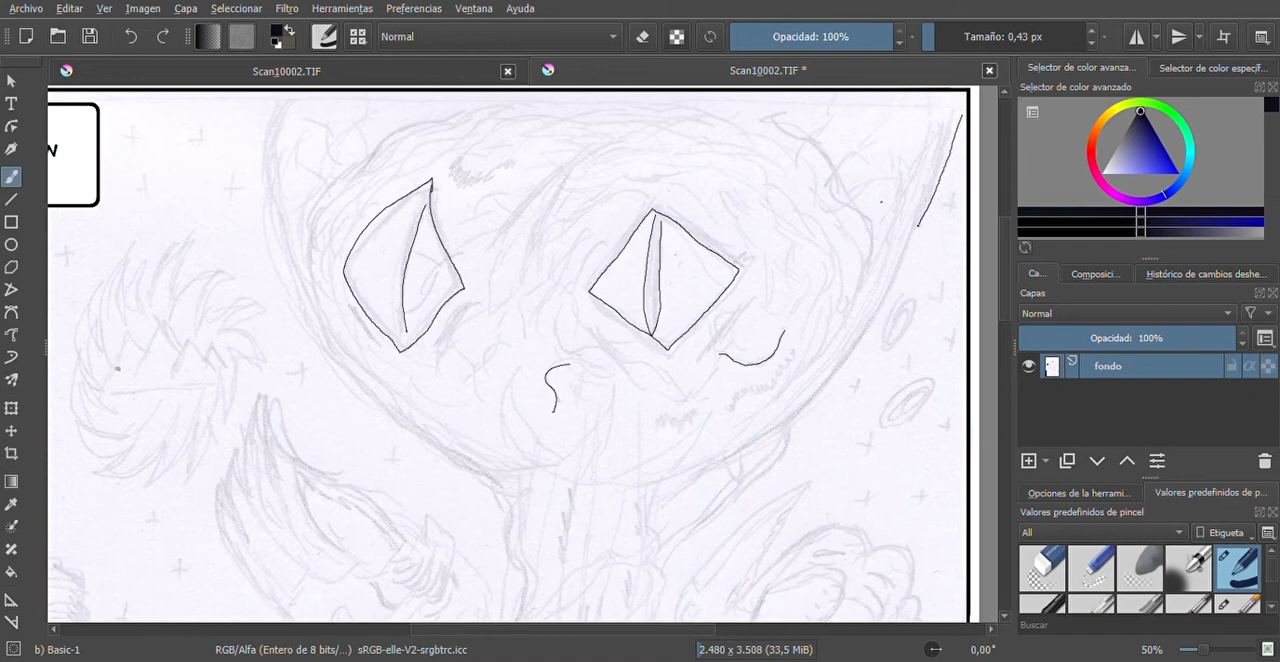 Archivo Editar Ver Imagen Capa Seleccionar Filtro Herramientas Preferencias Ventana Ayuda
Normal Opacidad: 100% Tamaño: 0,43 px
Scan10002.TIF Scan10002.TIF *
Selector de color avanza... Selector de color específ...
Selector de color avanzado
N
Ca... Composici... Histórico de cambios deshe...
Capas
Normal
Opacidad: 100%
fondo
Opciones de la herrami... Valores predefinidos de p...
Valores predefinidos de pincel
All Etiqueta
Buscar
b) Basic-1 RGB/Alfa (Entero de 8 bits/...) sRGB-elle-V2-srgbtrc.icc 2.480 x 3.508 (33,5 MiB) 0,00° 50%